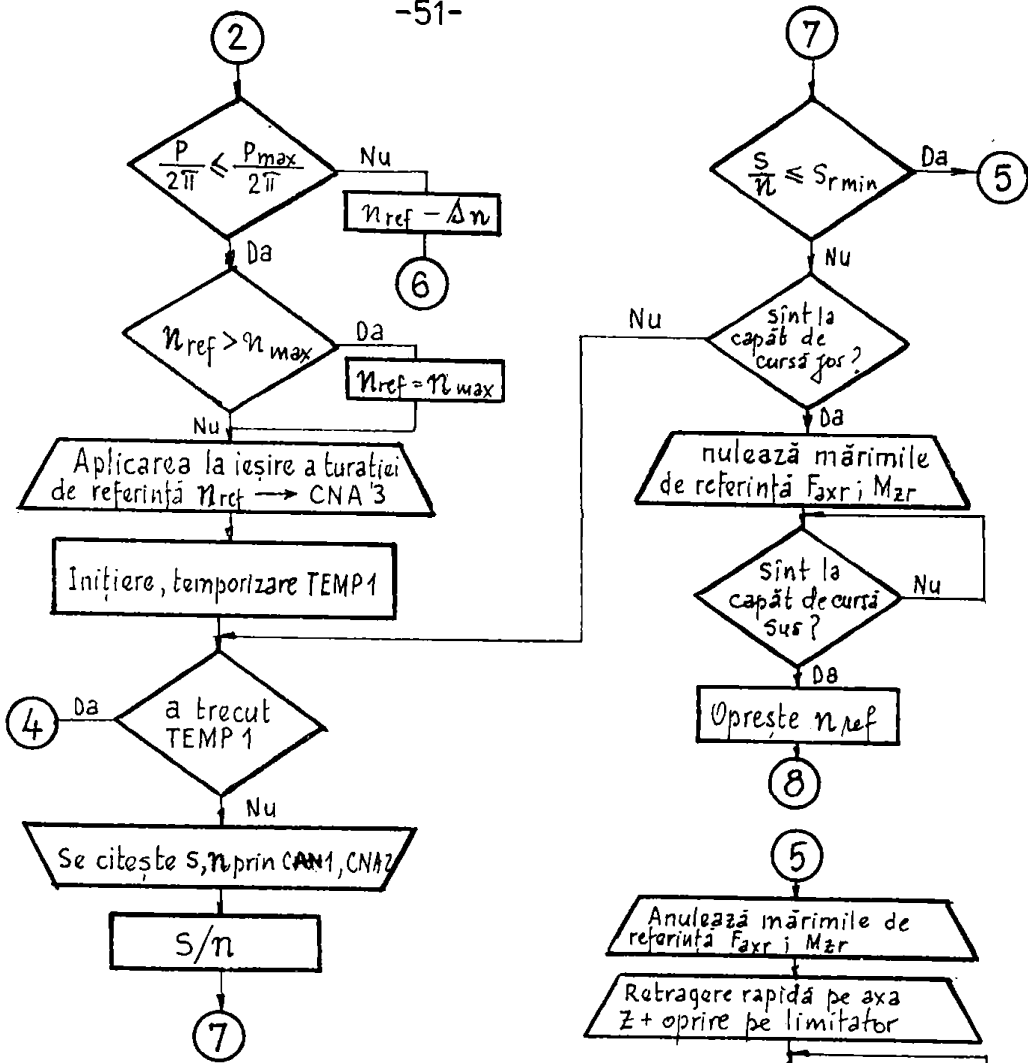 -51-
2
P/2π ≤ Pmax/2π
Nu
nref - Δn
6
Da
nref > nmax
Da
nref = nmax
Nu
Aplicarea la ieșire a turației
de referință nref → CNA 3
Inițiere, temporizare TEMP1
a trecut
TEMP 1
Da
4
Nu
Se citește S, n prin CAN1, CNA2
S/n
7
7
S/n ≤ Srmin
Da
5
Nu
sînt la
capăt de
cursă jos?
Nu
Da
nulează mărimile
de referință Faxr ; Mzr
sînt la
capăt de cursă
sus?
Nu
Da
Oprește nref
8
5
Anulează mărimile de
referință Faxr ; Mzr
Retragere rapidă pe axa
Z + oprire pe limitator